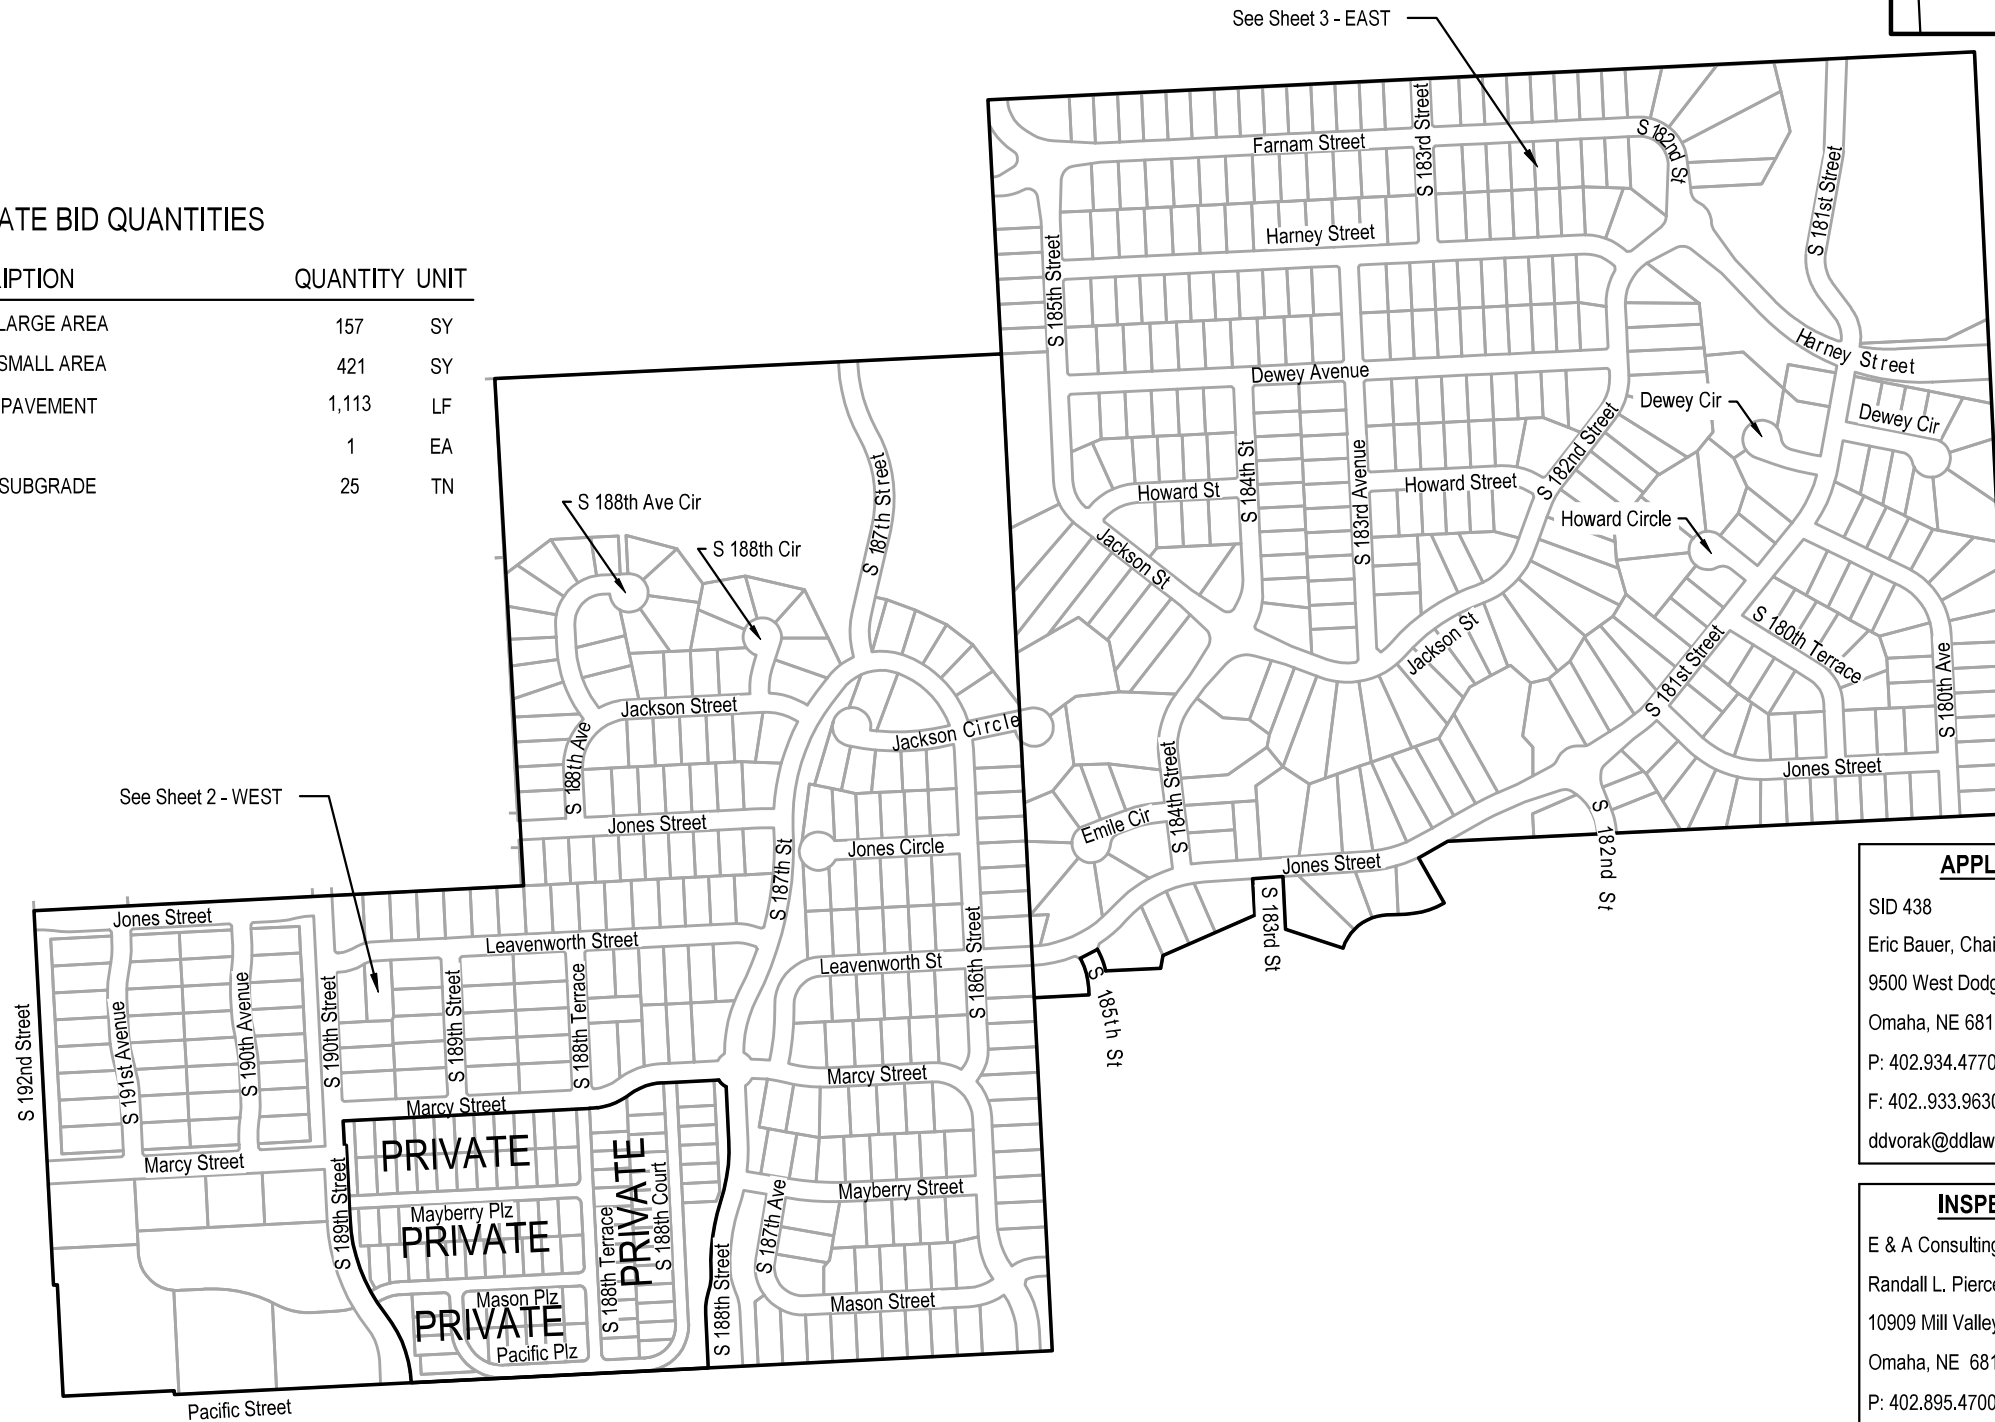 See Sheet 3 - EAST
ATE BID QUANTITIES
IPTION QUANTITY UNIT
LARGE AREA 157 SY
SMALL AREA 421 SY
PAVEMENT 1,113 LF
1 EA
SUBGRADE 25 TN
Farnam Street
S 183rd Street
S 182nd St
S 181st Street
Harney Street
S 185th Street
Harney Street
Dewey Avenue
Dewey Cir
Dewey Cir
S 182nd Street
S 184th St
S 183rd Avenue
Howard St
Howard Street
Howard Circle
Jackson St
Jackson St
S 180th Terrace
S 180th Ave
S 181st Street
Jones Street
S 188th Ave Cir
S 188th Cir
S 187th Street
Jackson Street
Jackson Circle
S 188th Ave
S 184th Street
See Sheet 2 - WEST
Jones Street
Emile Cir
Jones Circle
Jones Street
S 182nd St
S 187th St
S 183rd St
Jones Street
Leavenworth Street
Leavenworth St
S 186th Street
S 185th St
S 192nd Street
S 191st Avenue
S 190th Avenue
S 190th Street
S 189th Street
S 188th Terrace
Marcy Street
Marcy Street
Marcy Street
PRIVATE
PRIVATE
PRIVATE
PRIVATE
S 189th Street
Mayberry Plz
S 188th Terrace
S 188th Court
Mayberry Street
S 187th Ave
S 188th Street
Mason Plz
Mason Street
Pacific Plz
Pacific Street
APPL
SID 438
Eric Bauer, Chai
9500 West Dodg
Omaha, NE 681
P: 402.934.4770
F: 402..933.9630
ddvorak@ddlaw
INSPE
E & A Consulting
Randall L. Pierce
10909 Mill Valley
Omaha, NE 681
P: 402.895.4700